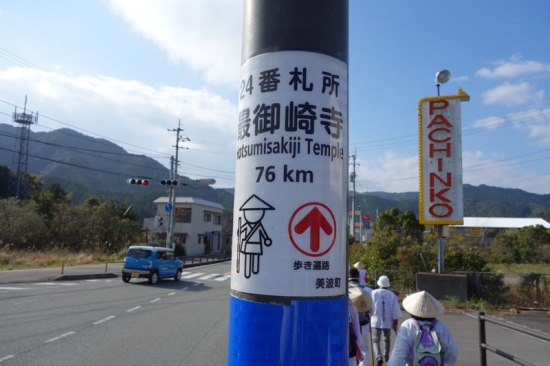 24番札所
最御崎寺
otsumisakiji Temple
76 km
歩き遍路
美波町
PACHINKO